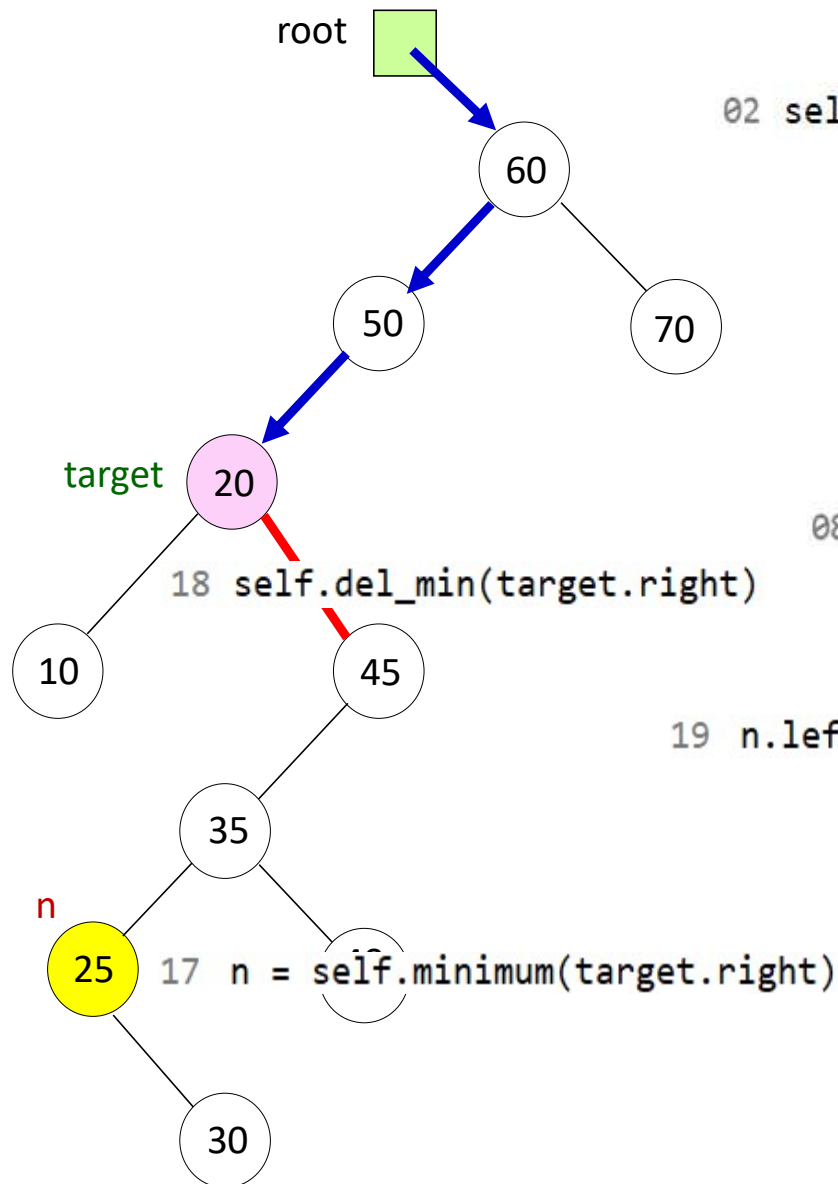 root
02 sel
60
50
70
target
20
08
18 self.del_min(target.right)
10
45
19 n.lef
35
n
25
17 n = self.minimum(target.right)
30